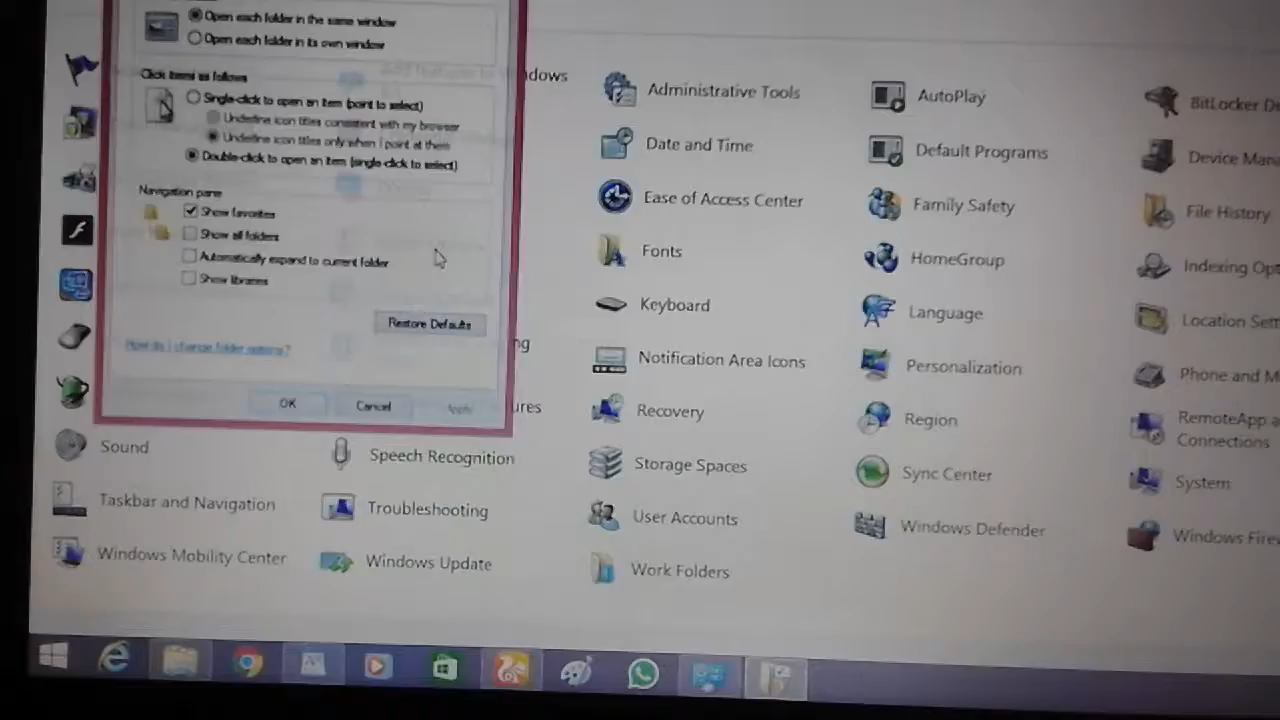 Open each folder in the same window
Open each folder in its own window
Click items as follows
Single-click to open an item (point to select)
Underline icon titles consistent with my browser
Underline icon titles only when I point at them
Double-click to open an item (single-click to select)
Navigation pane
Show favorites
Show all folders
Automatically expand to current folder
Show libraries
Restore Defaults
How do I change folder options?
OK
Cancel
Apply
dows
Administrative Tools
AutoPlay
BitLocker D
Date and Time
Default Programs
Device Man
Ease of Access Center
Family Safety
File History
Fonts
HomeGroup
Indexing Opt
Keyboard
Language
Location Sett
ng
Notification Area Icons
Personalization
Phone and M
ures
Recovery
Region
RemoteApp a
Connections
Sound
Speech Recognition
Storage Spaces
Sync Center
System
Taskbar and Navigation
Troubleshooting
User Accounts
Windows Defender
Windows Fire
Windows Mobility Center
Windows Update
Work Folders